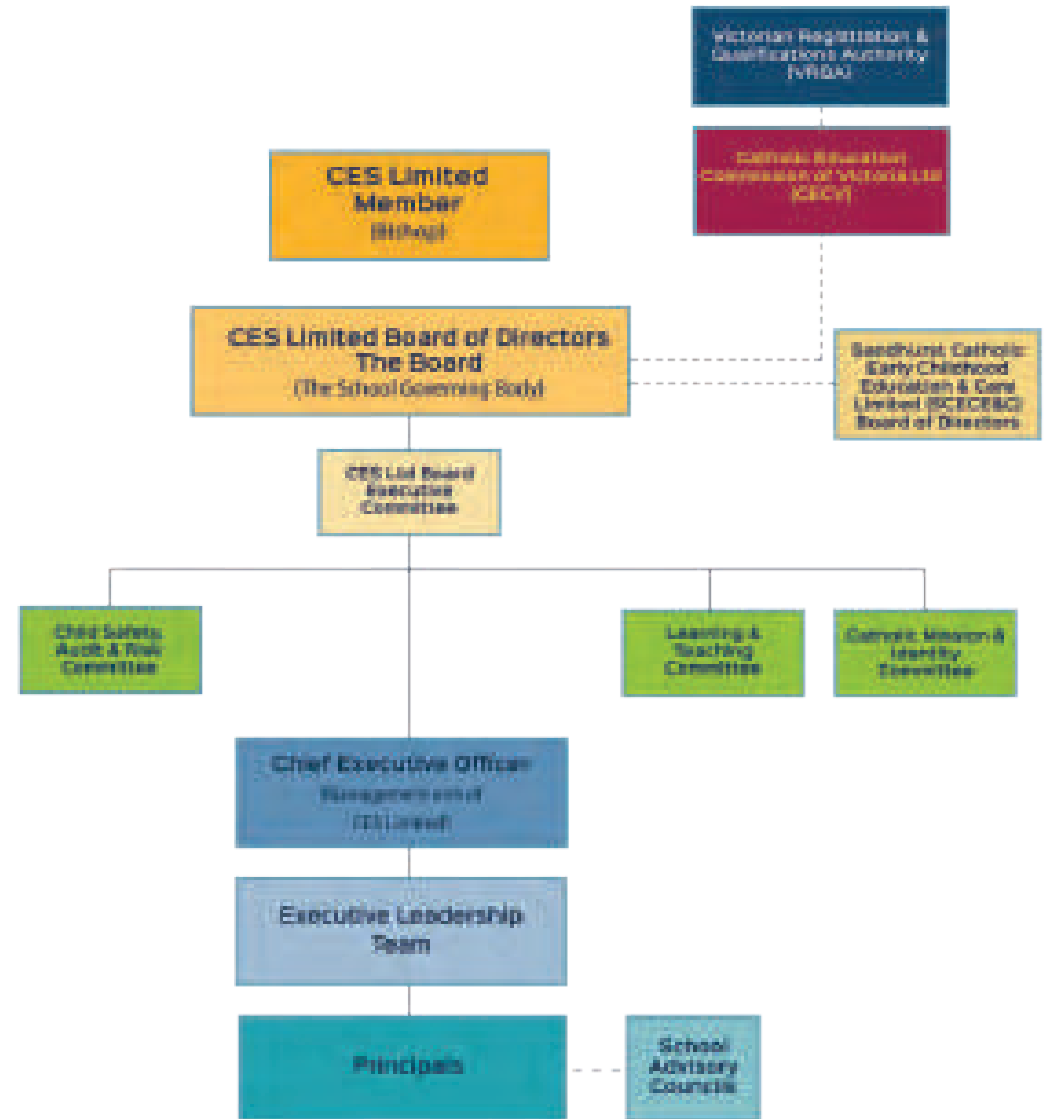 Victorian Registration &
Qualifications Authority
(VRQA)
Catholic Education
Commission of Victoria Ltd
(CECV)
CES Limited
Member
(Bishop)
CES Limited Board of Directors
The Board
(The School Governing Body)
Sandhurst Catholic
Early Childhood
Education & Care
Limited (SCECE&C)
Board of Directors
CES Ltd Board
Executive
Committee
Child Safety,
Audit & Risk
Committee
Learning &
Teaching
Committee
Catholic Mission &
Identity
Committee
Chief Executive Officer
Management of
(CES Limited)
Executive Leadership
Team
Principals
School
Advisory
Councils